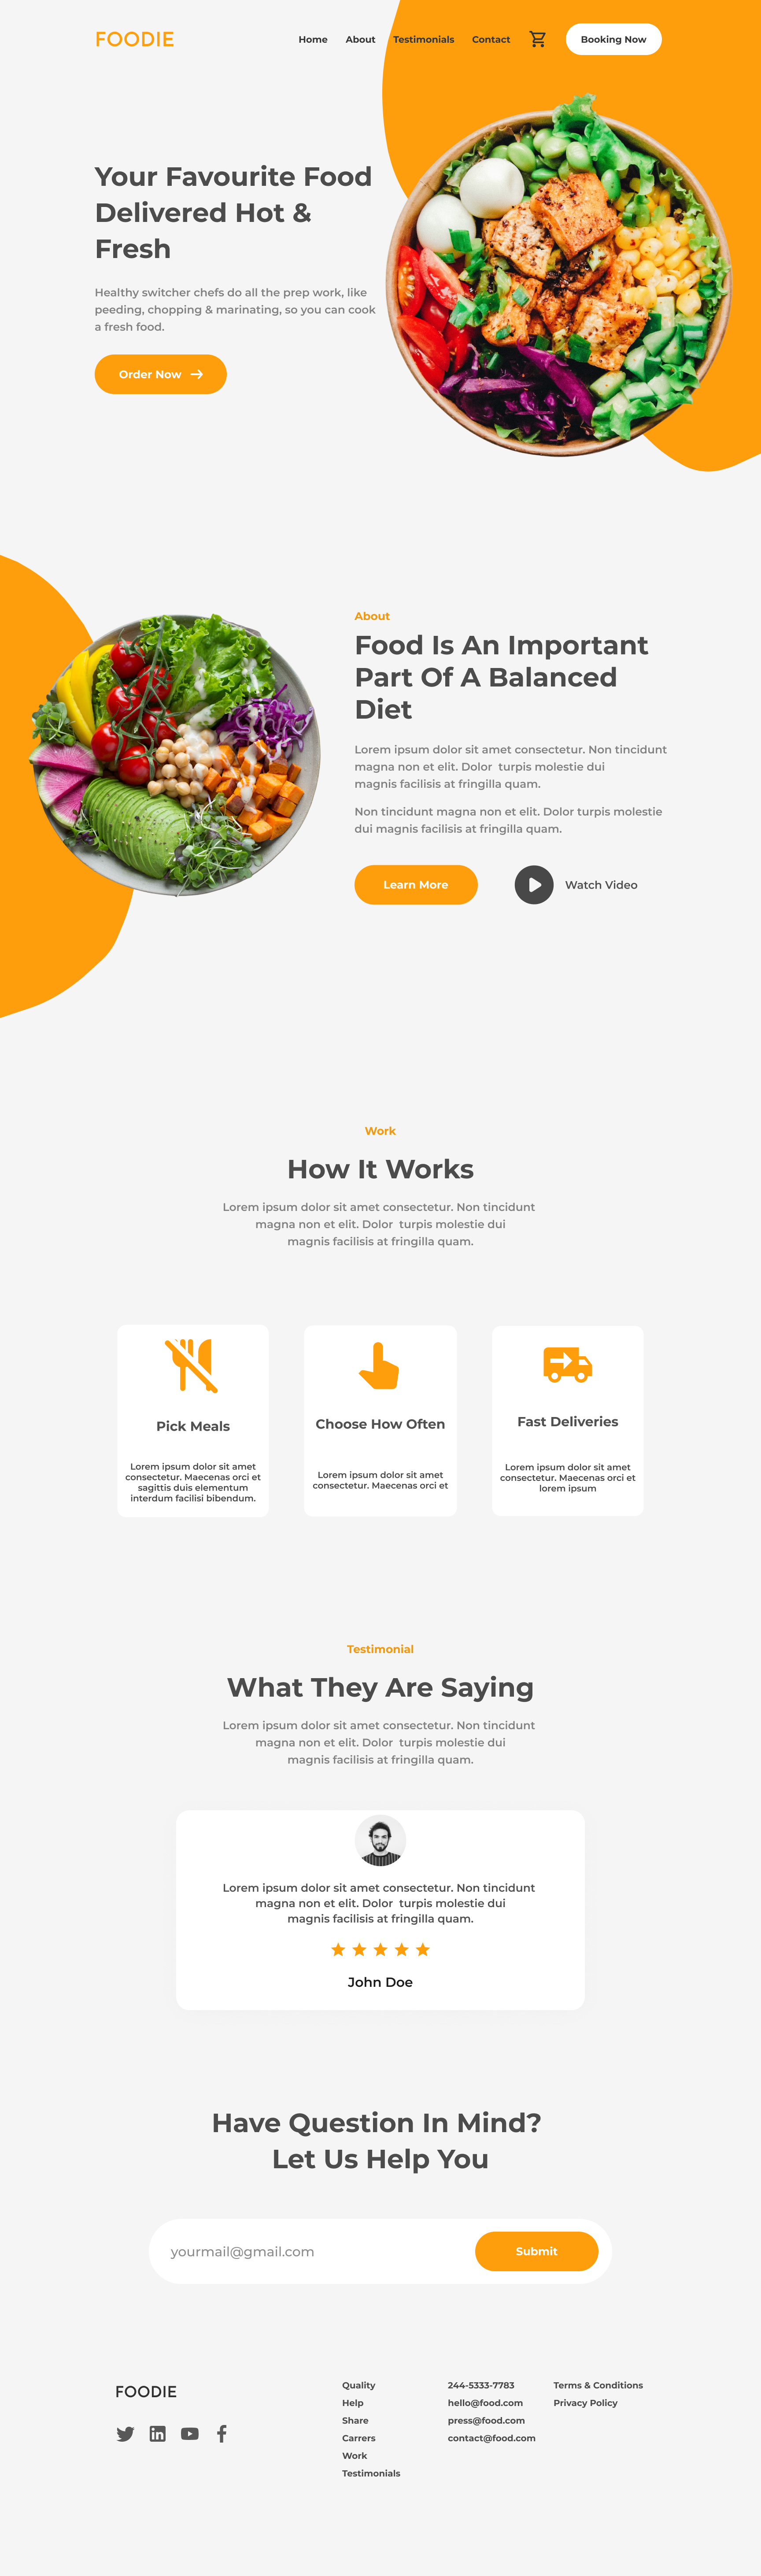 FOODIE
Home About Testimonials Contact Booking Now
Your Favourite Food
Delivered Hot &
Fresh
Healthy switcher chefs do all the prep work, like
peeding, chopping & marinating, so you can cook
a fresh food.
Order Now
About
Food Is An Important
Part Of A Balanced
Diet
Lorem ipsum dolor sit amet consectetur. Non tincidunt
magna non et elit. Dolor turpis molestie dui
magnis facilisis at fringilla quam.
Non tincidunt magna non et elit. Dolor turpis molestie
dui magnis facilisis at fringilla quam.
Learn More
Watch Video
Work
How It Works
Lorem ipsum dolor sit amet consectetur. Non tincidunt
magna non et elit. Dolor turpis molestie dui
magnis facilisis at fringilla quam.
Pick Meals
Lorem ipsum dolor sit amet
consectetur. Maecenas orci et
sagittis duis elementum
interdum facilisi bibendum.
Choose How Often
Lorem ipsum dolor sit amet
consectetur. Maecenas orci et
Fast Deliveries
Lorem ipsum dolor sit amet
consectetur. Maecenas orci et
lorem ipsum
Testimonial
What They Are Saying
Lorem ipsum dolor sit amet consectetur. Non tincidunt
magna non et elit. Dolor turpis molestie dui
magnis facilisis at fringilla quam.
Lorem ipsum dolor sit amet consectetur. Non tincidunt
magna non et elit. Dolor turpis molestie dui
magnis facilisis at fringilla quam.
John Doe
Have Question In Mind?
Let Us Help You
yourmail@gmail.com
Submit
FOODIE
in
Quality
Help
Share
Carrers
Work
Testimonials
244-5333-7783
hello@food.com
press@food.com
contact@food.com
Terms & Conditions
Privacy Policy